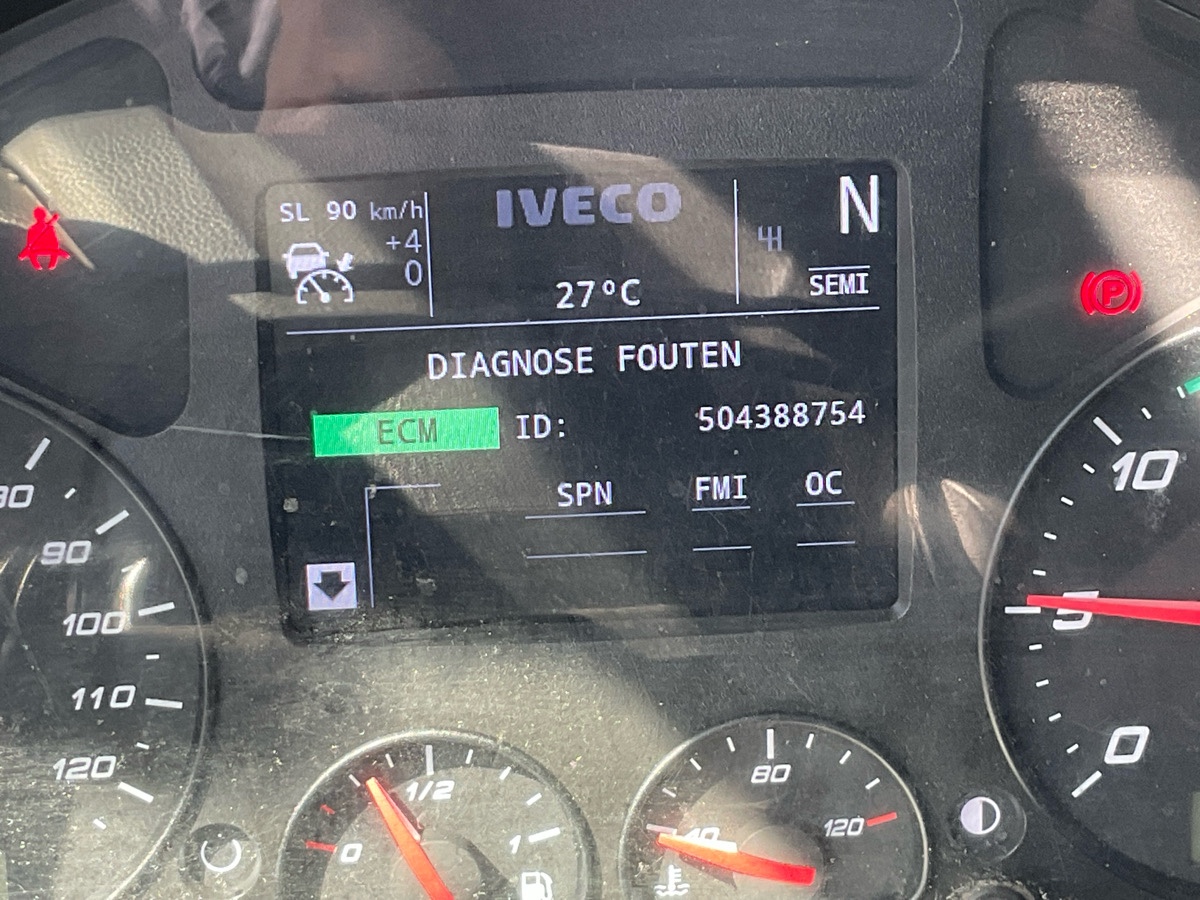 SL 90 km/h
+4
0
IVECO
27°C
N
SEMI
DIAGNOSE FOUTEN
ECM ID: 504388754
SPN FMI OC
P
90
100
110
120
10
5
0
0 1/2 1
40 80 120